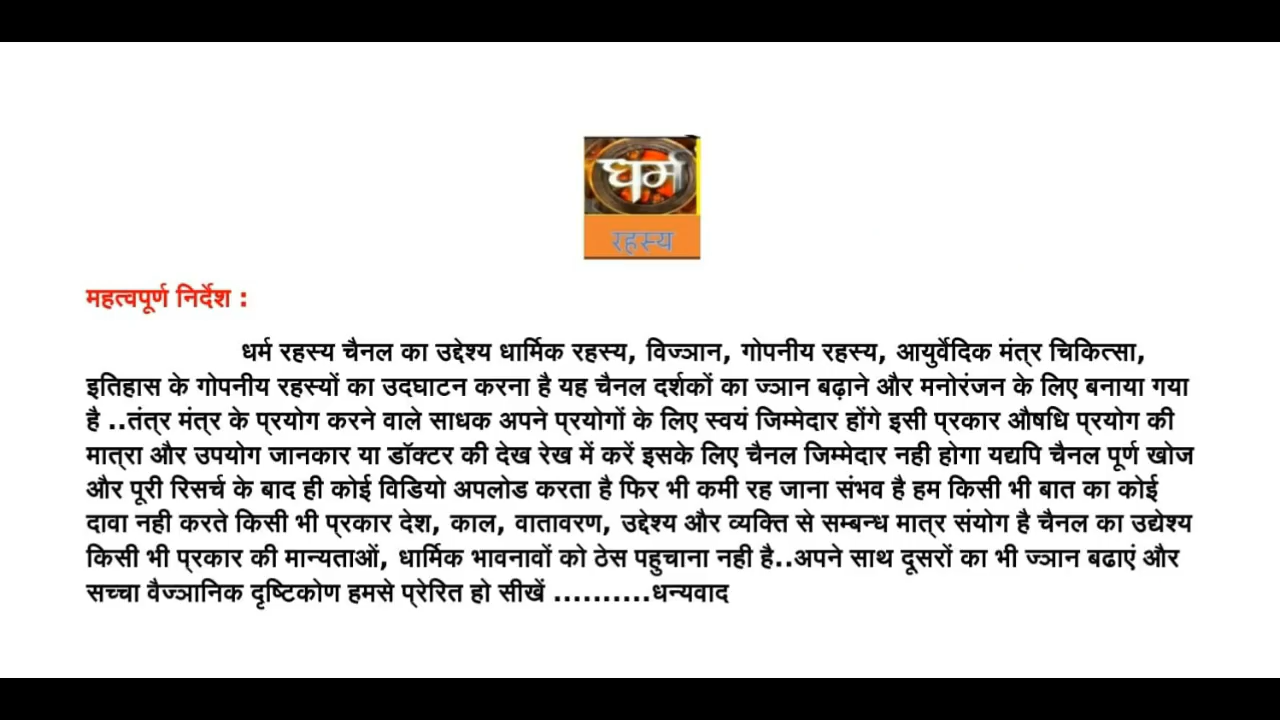 धर्म
रहस्य
महत्वपूर्ण निर्देश :
धर्म रहस्य चैनल का उद्देश्य धार्मिक रहस्य, विज्ञान, गोपनीय रहस्य, आयुर्वेदिक मंत्र चिकित्सा,
इतिहास के गोपनीय रहस्यों का उदघाटन करना है यह चैनल दर्शकों का ज्ञान बढ़ाने और मनोरंजन के लिए बनाया गया
है ..तंत्र मंत्र के प्रयोग करने वाले साधक अपने प्रयोगों के लिए स्वयं जिम्मेदार होंगे इसी प्रकार औषधि प्रयोग की
मात्रा और उपयोग जानकार या डॉक्टर की देख रेख में करें इसके लिए चैनल जिम्मेदार नही होगा यद्यपि चैनल पूर्ण खोज
और पूरी रिसर्च के बाद ही कोई विडियो अपलोड करता है फिर भी कमी रह जाना संभव है हम किसी भी बात का कोई
दावा नही करते किसी भी प्रकार देश, काल, वातावरण, उद्देश्य और व्यक्ति से सम्बन्ध मात्र संयोग है चैनल का उद्येश्य
किसी भी प्रकार की मान्यताओं, धार्मिक भावनावों को ठेस पहुचाना नही है..अपने साथ दूसरों का भी ज्ञान बढाएं और
सच्चा वैज्ञानिक दृष्टिकोण हमसे प्रेरित हो सीखें ..........धन्यवाद